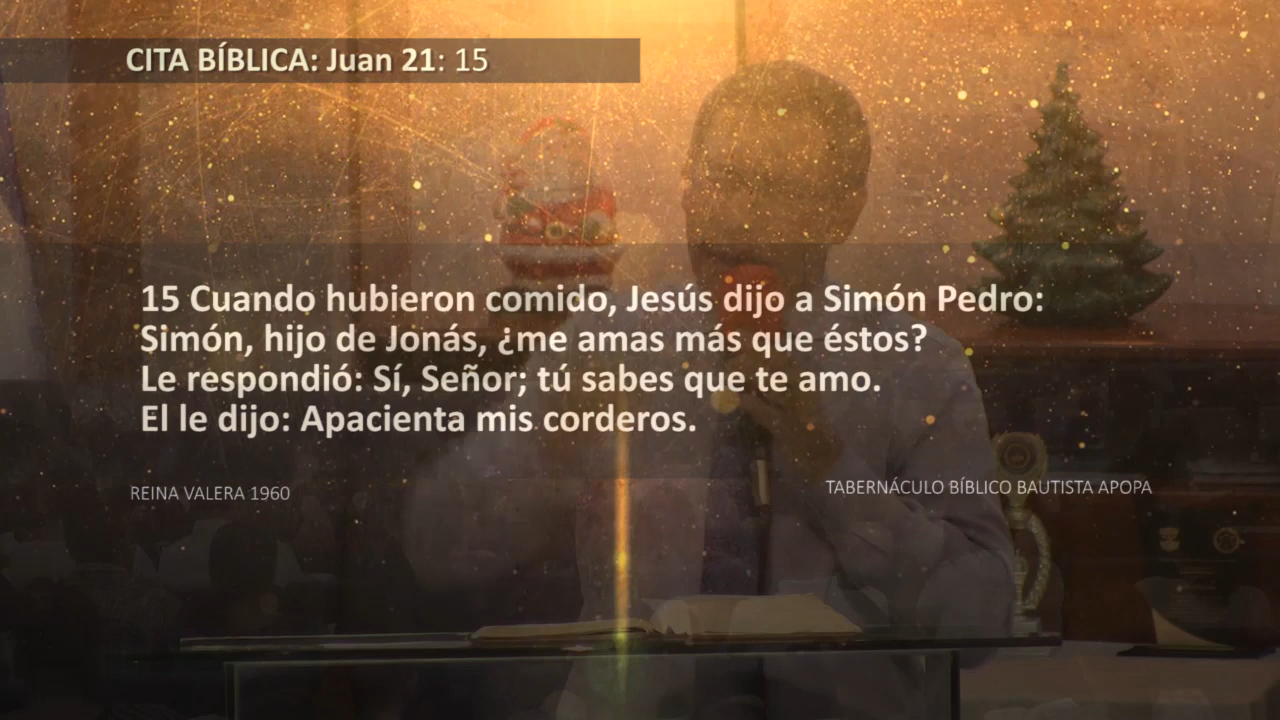 CITA BÍBLICA: Juan 21: 15
15 Cuando hubieron comido, Jesús dijo a Simón Pedro:
Simón, hijo de Jonás, ¿me amas más que éstos?
Le respondió: Sí, Señor; tú sabes que te amo.
El le dijo: Apacienta mis corderos.
REINA VALERA 1960
TABERNÁCULO BÍBLICO BAUTISTA APOPA